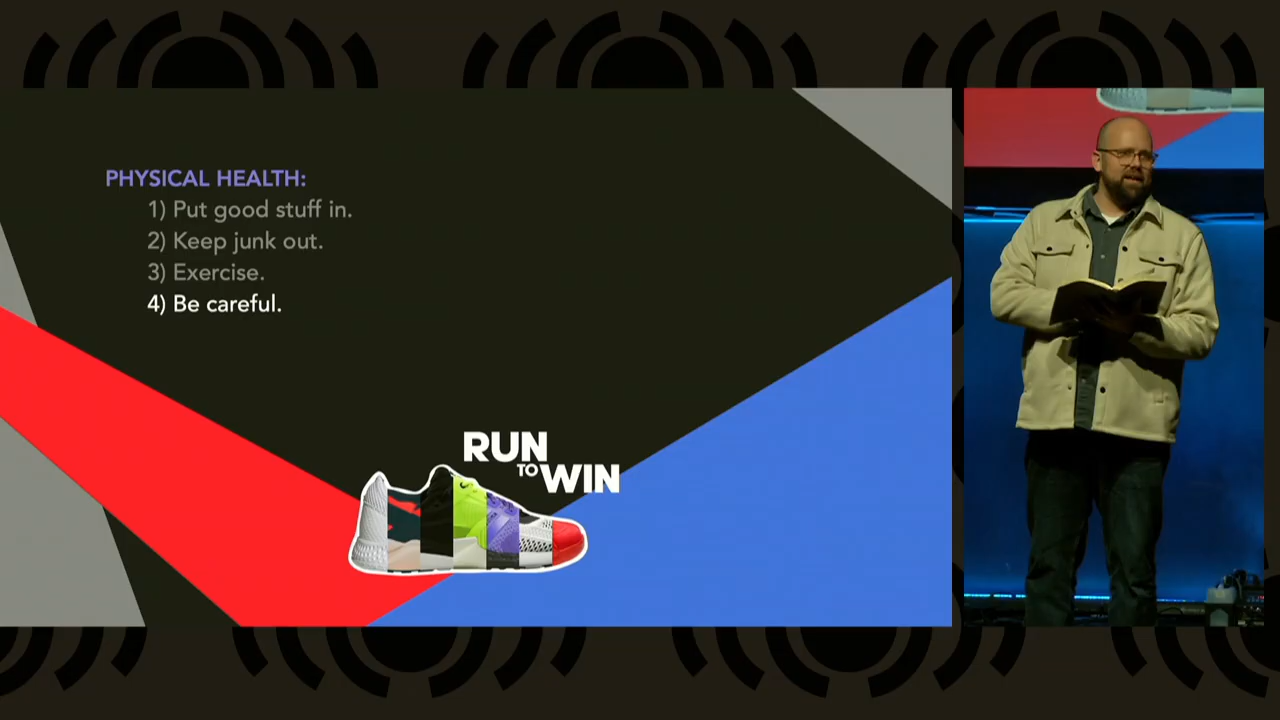 PHYSICAL HEALTH:
1) Put good stuff in.
2) Keep junk out.
3) Exercise.
4) Be careful.
RUN
TO WIN